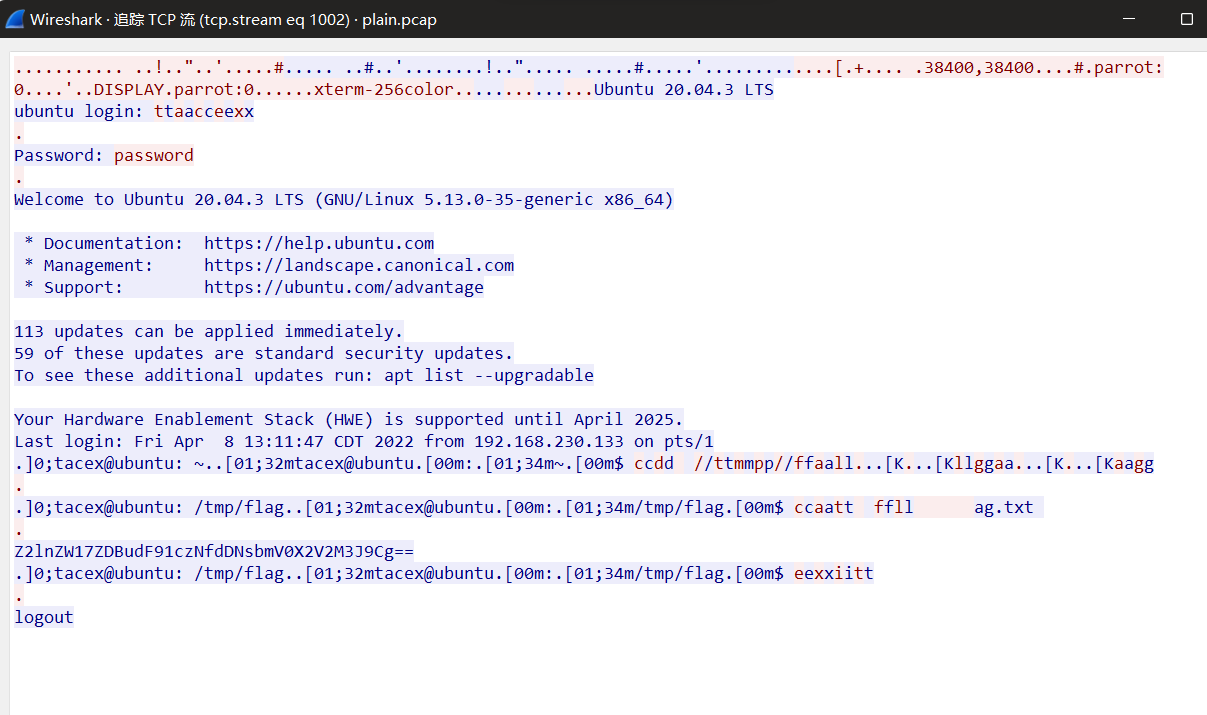 Wireshark · 追踪 TCP 流 (tcp.stream eq 1002) · plain.pcap
........... ..!.."..'.....#..... ..#..'........!.."..... .....#.....'.............[.+.... .38400,38400....#.parrot:
0....'..DISPLAY.parrot:0......xterm-256color..............Ubuntu 20.04.3 LTS
ubuntu login: ttaacceexx
.
Password: password
.
Welcome to Ubuntu 20.04.3 LTS (GNU/Linux 5.13.0-35-generic x86_64)
* Documentation:  https://help.ubuntu.com
* Management:     https://landscape.canonical.com
* Support:        https://ubuntu.com/advantage
113 updates can be applied immediately.
59 of these updates are standard security updates.
To see these additional updates run: apt list --upgradable
Your Hardware Enablement Stack (HWE) is supported until April 2025.
Last login: Fri Apr  8 13:11:47 CDT 2022 from 192.168.230.133 on pts/1
.]0;tacex@ubuntu: ~..[01;32mtacex@ubuntu.[00m:.[01;34m~.[00m$ ccdd  //ttmmpp//ffaall...[K...[Kllggaa...[K...[Kaagg
.
.]0;tacex@ubuntu: /tmp/flag..[01;32mtacex@ubuntu.[00m:.[01;34m/tmp/flag.[00m$ ccaatt  ffll      ag.txt
.
Z2lnZW17ZDBudF91czNfdDNsbmV0X2V2M3J9Cg==
.]0;tacex@ubuntu: /tmp/flag..[01;32mtacex@ubuntu.[00m:.[01;34m/tmp/flag.[00m$ eexxiitt
.
logout